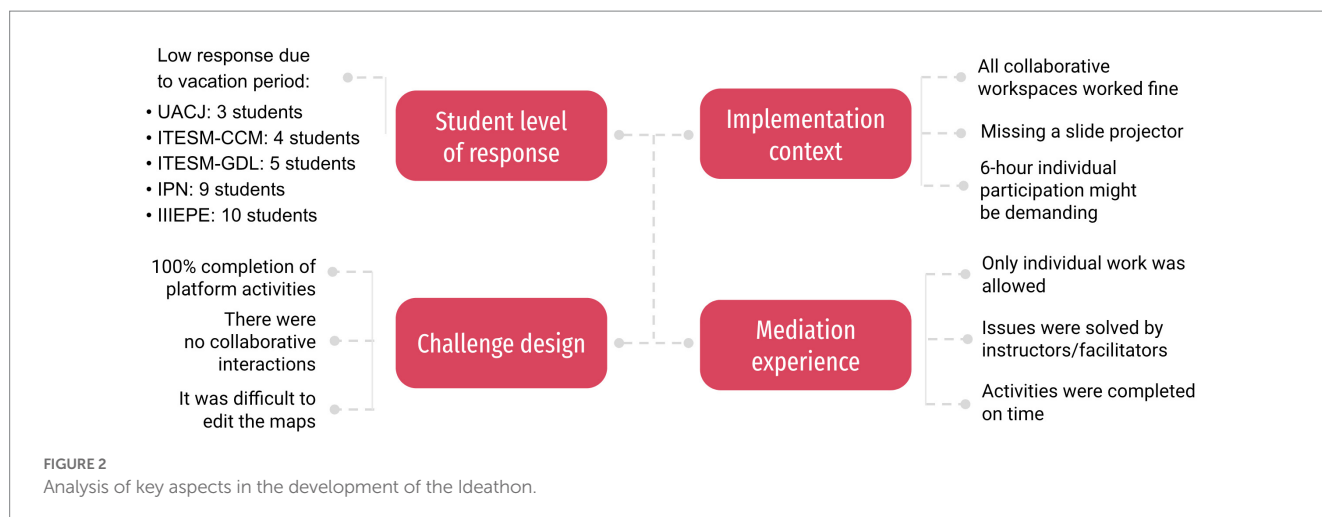 Low response due
to vacation period:
• UACJ: 3 students
• ITESM-CCM: 4 students
• ITESM-GDL: 5 students
• IPN: 9 students
• IIIEPE: 10 students
Student level
of response
Implementation
context
All collaborative
workspaces worked fine
Missing a slide projector
6-hour individual
participation might
be demanding
100% completion of
platform activities
There were
no collaborative
interactions
It was difficult to
edit the maps
Challenge design
Mediation
experience
Only individual work was
allowed
Issues were solved by
instructors/facilitators
Activities were completed
on time
FIGURE 2
Analysis of key aspects in the development of the Ideathon.